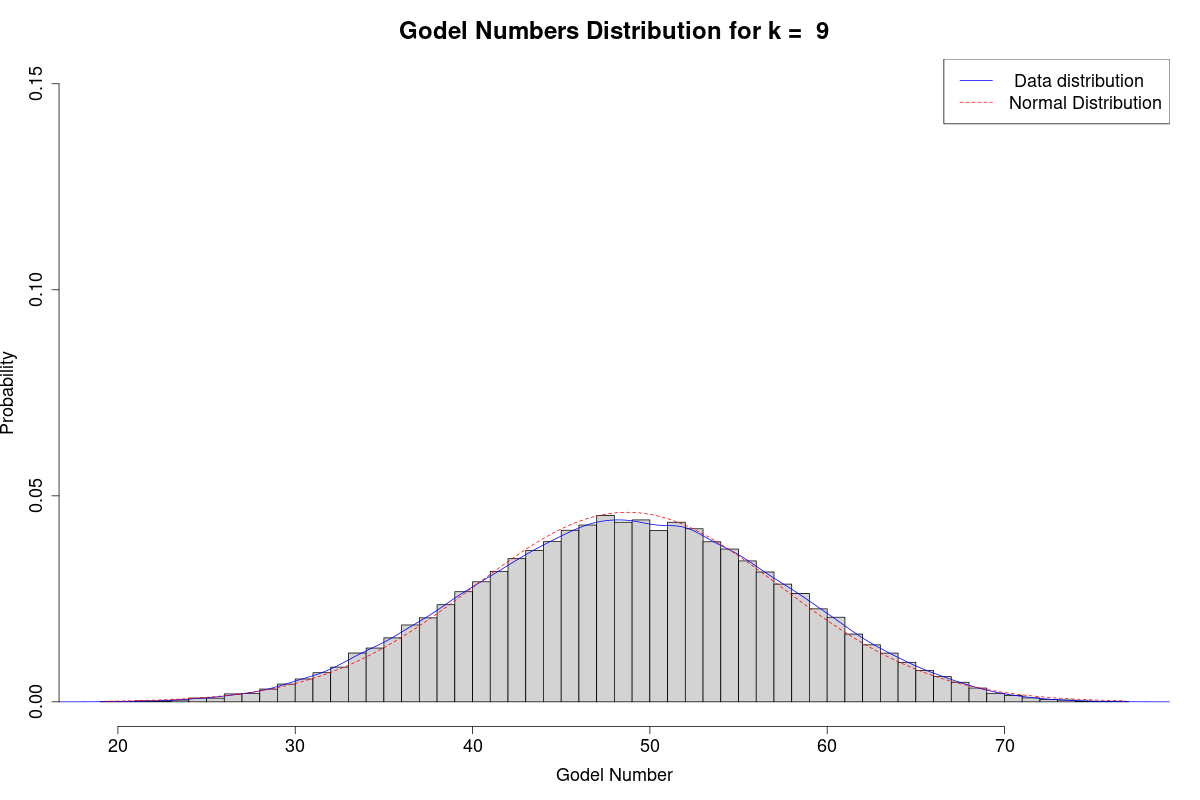 Godel Numbers Distribution for k =  9
Data distribution
Normal Distribution
Probability
0.15
0.10
0.05
0.00
20 30 40 50 60 70
Godel Number